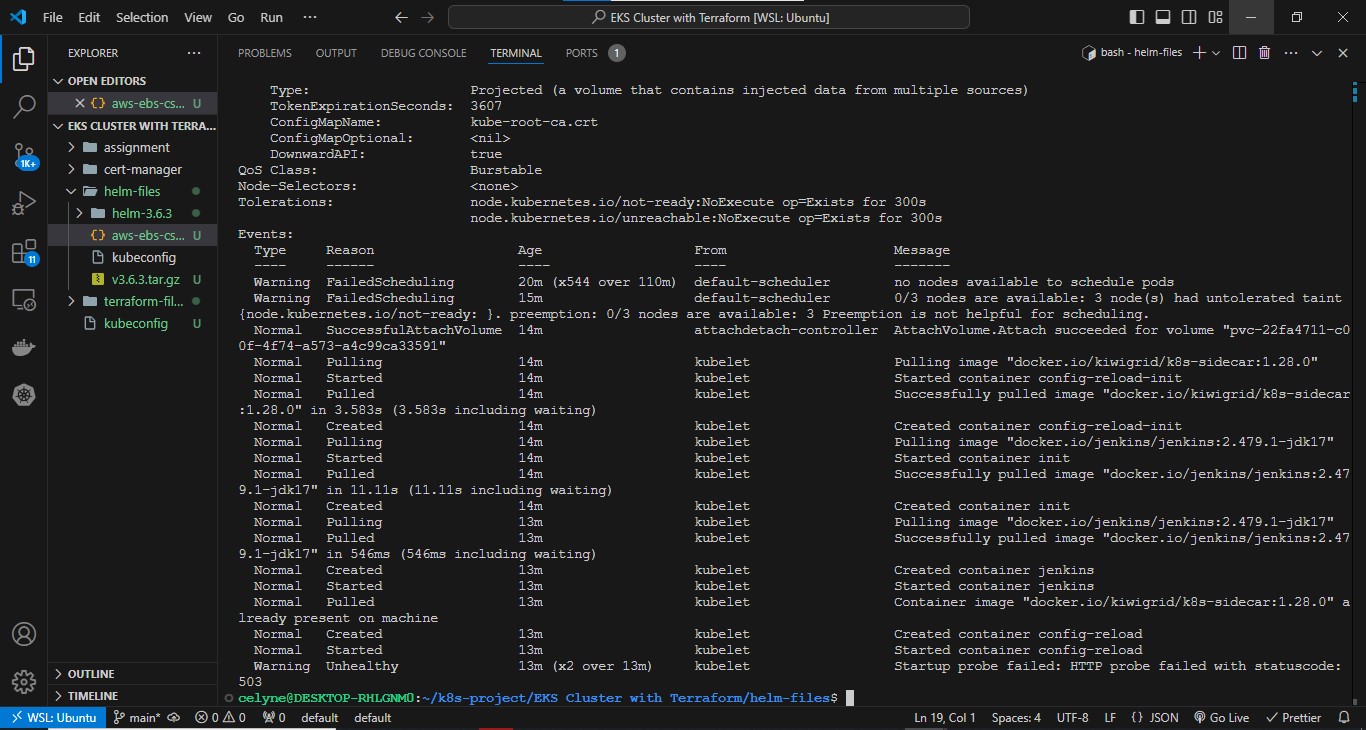 File Edit Selection View Go Run ··· EKS Cluster with Terraform [WSL: Ubuntu]
EXPLORER ···
OPEN EDITORS
aws-ebs-cs... U
EKS CLUSTER WITH TERRA...
assignment
cert-manager
helm-files
helm-3.6.3
aws-ebs-cs... U
kubeconfig
v3.6.3.tar.gz U
terraform-fil...
kubeconfig U
OUTLINE
TIMELINE
1K+
11
PROBLEMS OUTPUT DEBUG CONSOLE TERMINAL PORTS 1 bash - helm-files
Type: Projected (a volume that contains injected data from multiple sources)
TokenExpirationSeconds: 3607
ConfigMapName: kube-root-ca.crt
ConfigMapOptional: <nil>
DownwardAPI: true
QoS Class: Burstable
Node-Selectors: <none>
Tolerations: node.kubernetes.io/not-ready:NoExecute op=Exists for 300s
node.kubernetes.io/unreachable:NoExecute op=Exists for 300s
Events:
Type Reason Age From Message
---- ------ ---- ---- -------
Warning FailedScheduling 20m (x544 over 110m) default-scheduler no nodes available to schedule pods
Warning FailedScheduling 15m default-scheduler 0/3 nodes are available: 3 node(s) had untolerated taint
{node.kubernetes.io/not-ready: }. preemption: 0/3 nodes are available: 3 Preemption is not helpful for scheduling.
Normal SuccessfulAttachVolume 14m attachdetach-controller AttachVolume.Attach succeeded for volume "pvc-22fa4711-c0
0f-4f74-a573-a4c99ca33591"
Normal Pulling 14m kubelet Pulling image "docker.io/kiwigrid/k8s-sidecar:1.28.0"
Normal Started 14m kubelet Started container config-reload-init
Normal Pulled 14m kubelet Successfully pulled image "docker.io/kiwigrid/k8s-sidecar
:1.28.0" in 3.583s (3.583s including waiting)
Normal Created 14m kubelet Created container config-reload-init
Normal Pulling 14m kubelet Pulling image "docker.io/jenkins/jenkins:2.479.1-jdk17"
Normal Started 14m kubelet Started container init
Normal Pulled 14m kubelet Successfully pulled image "docker.io/jenkins/jenkins:2.47
9.1-jdk17" in 11.11s (11.11s including waiting)
Normal Created 14m kubelet Created container init
Normal Pulling 13m kubelet Pulling image "docker.io/jenkins/jenkins:2.479.1-jdk17"
Normal Pulled 13m kubelet Successfully pulled image "docker.io/jenkins/jenkins:2.47
9.1-jdk17" in 546ms (546ms including waiting)
Normal Created 13m kubelet Created container jenkins
Normal Started 13m kubelet Started container jenkins
Normal Pulled 13m kubelet Container image "docker.io/kiwigrid/k8s-sidecar:1.28.0" a
lready present on machine
Normal Created 13m kubelet Created container config-reload
Normal Started 13m kubelet Started container config-reload
Warning Unhealthy 13m (x2 over 13m) kubelet Startup probe failed: HTTP probe failed with statuscode:
503
celyne@DESKTOP-RHLGNM0:~/k8s-project/EKS Cluster with Terraform/helm-files$
WSL: Ubuntu main* 0 0 0 default default Ln 19, Col 1 Spaces: 4 UTF-8 LF {} JSON Go Live Prettier